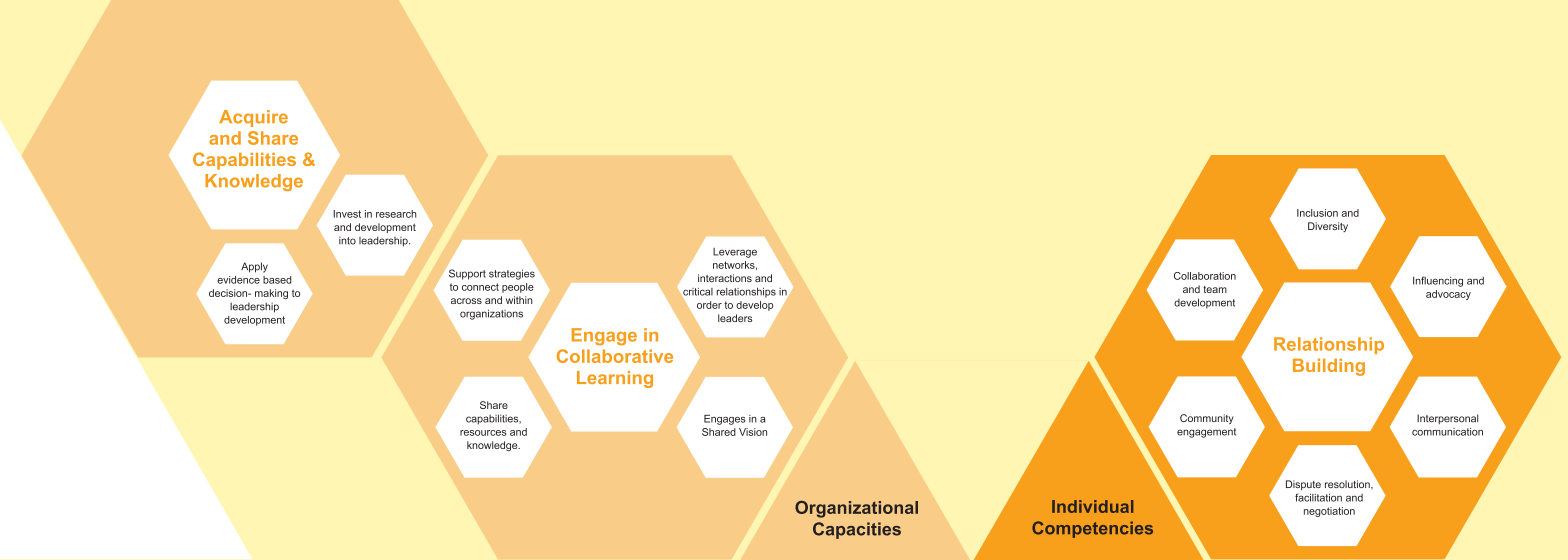 Acquire
and Share
Capabilities &
Knowledge
Invest in research
and development
into leadership.
Apply
evidence based
decision- making to
leadership
development
Support strategies
to connect people
across and within
organizations
Leverage
networks,
interactions and
critical relationships in
order to develop
leaders
Engage in
Collaborative
Learning
Share
capabilities,
resources and
knowledge.
Engages in a
Shared Vision
Organizational
Capacities
Individual
Competencies
Inclusion and
Diversity
Collaboration
and team
development
Influencing and
advocacy
Relationship
Building
Community
engagement
Interpersonal
communication
Dispute resolution,
facilitation and
negotiation